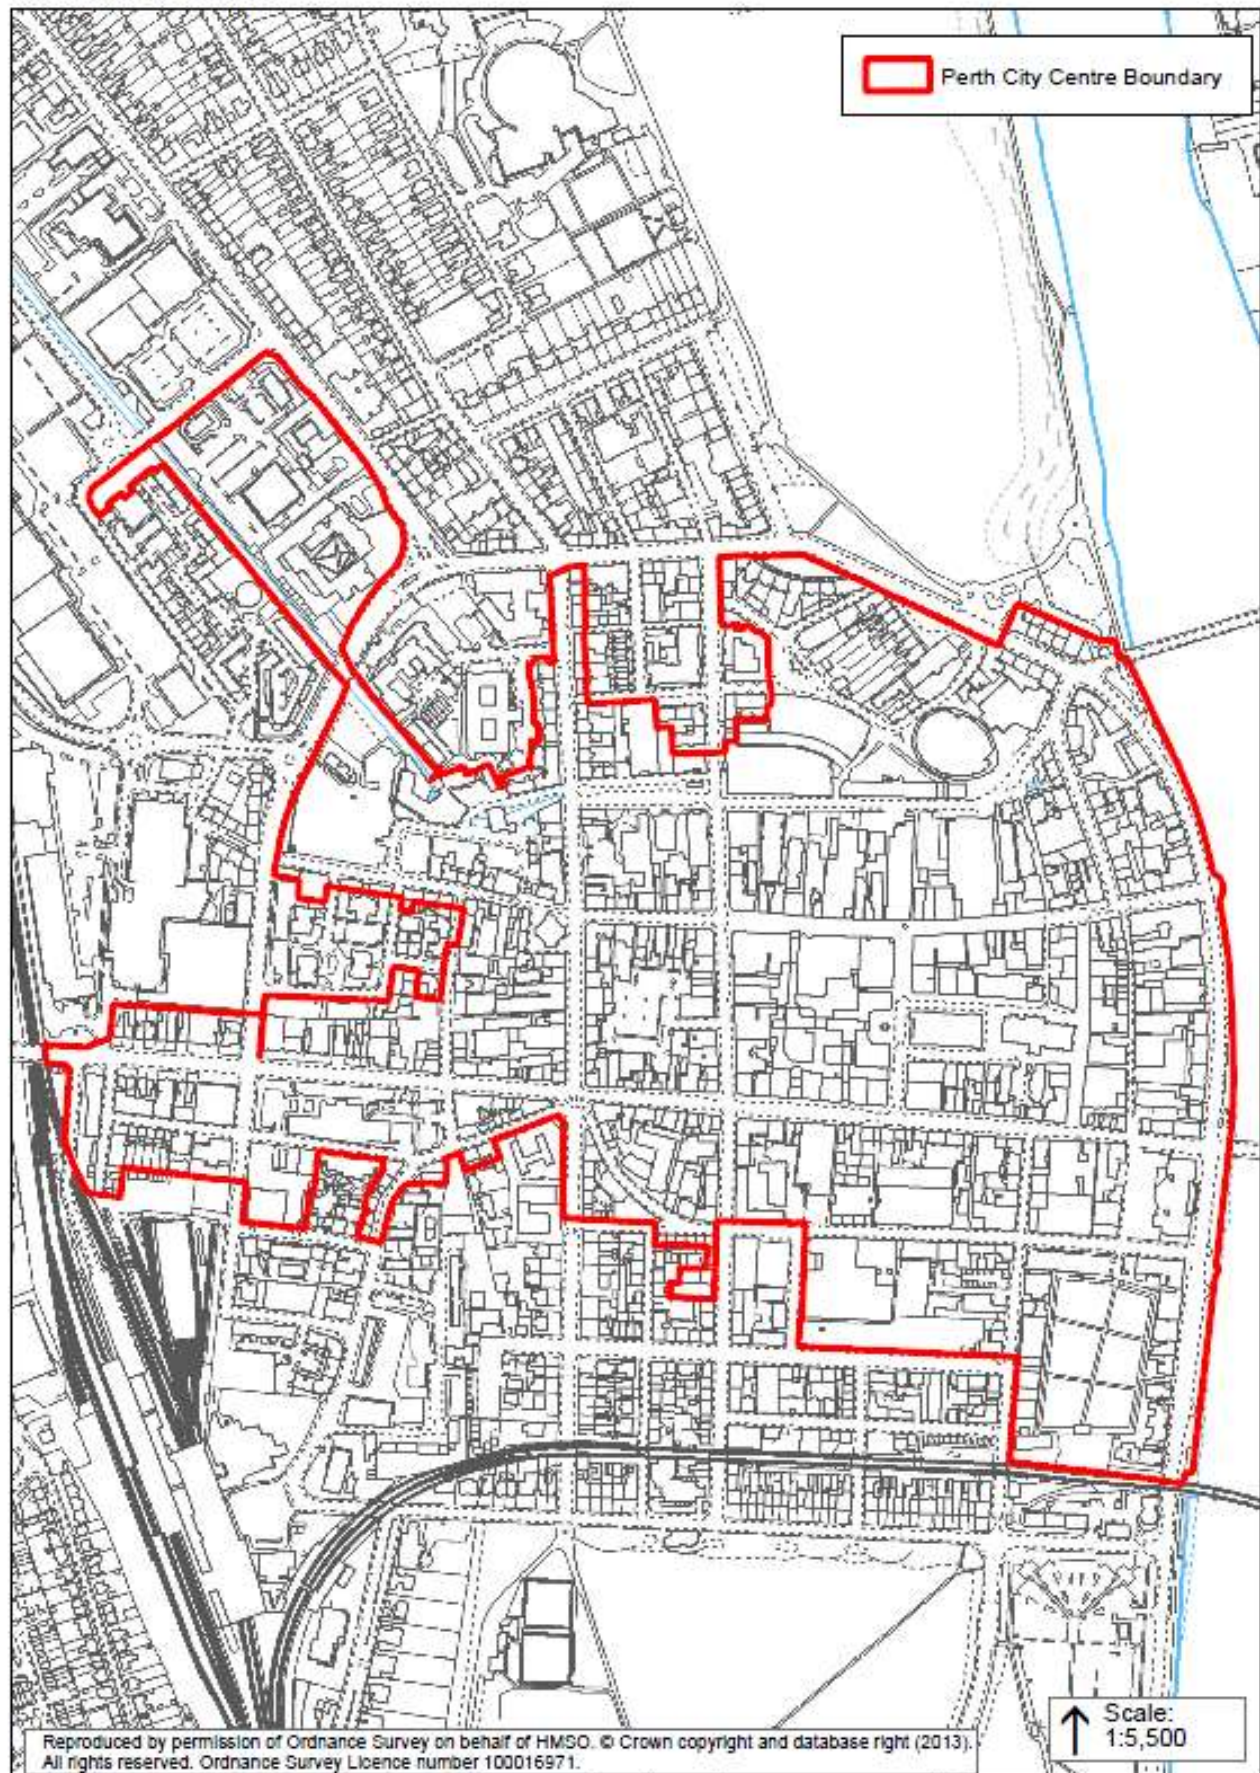 Perth City Centre Boundary
Scale:
1:5,500
Reproduced by permission of Ordnance Survey on behalf of HMSO. © Crown copyright and database right (2013).
All rights reserved. Ordnance Survey Licence number 100016971.